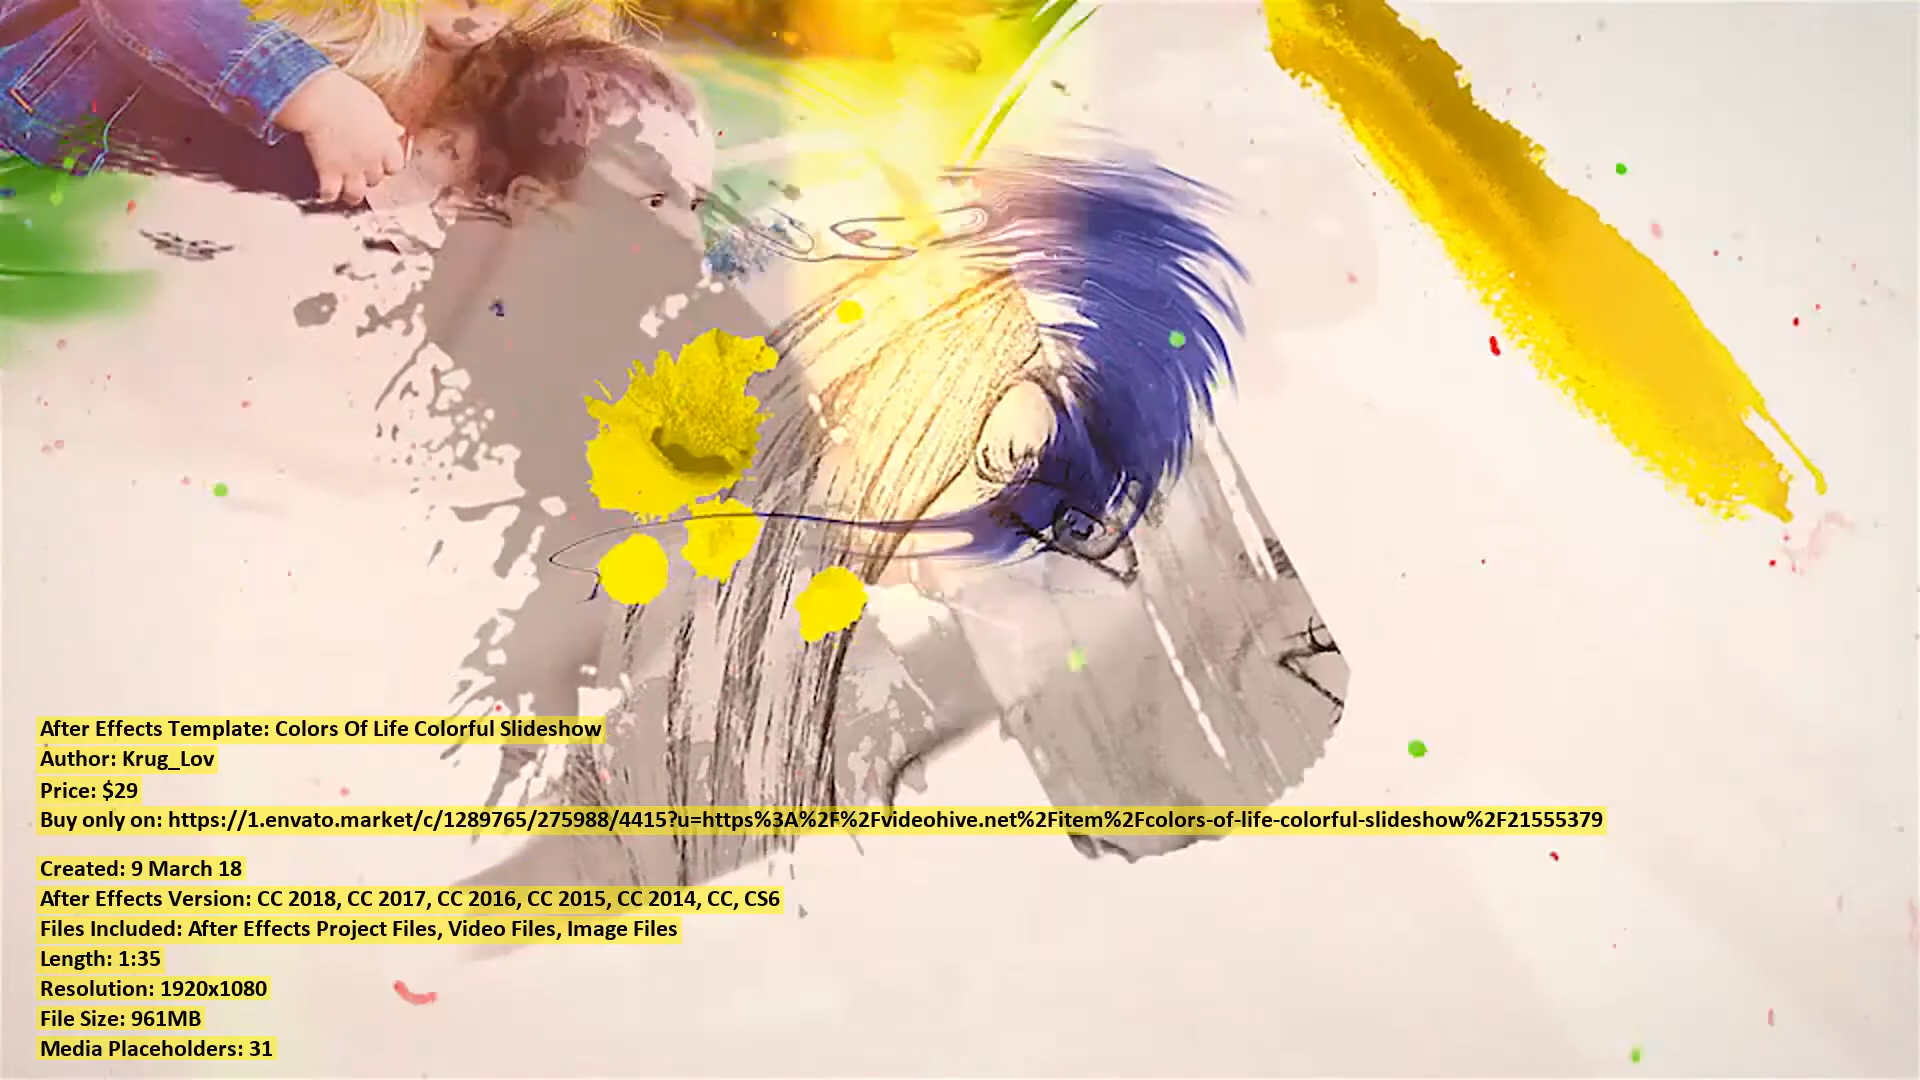 After Effects Template: Colors Of Life Colorful Slideshow
Author: Krug_Lov
Price: $29
Buy only on: https://1.envato.market/c/1289765/275988/4415?u=https%3A%2F%2Fvideohive.net%2Fitem%2Fcolors-of-life-colorful-slideshow%2F21555379
Created: 9 March 18
After Effects Version: CC 2018, CC 2017, CC 2016, CC 2015, CC 2014, CC, CS6
Files Included: After Effects Project Files, Video Files, Image Files
Length: 1:35
Resolution: 1920x1080
File Size: 961MB
Media Placeholders: 31